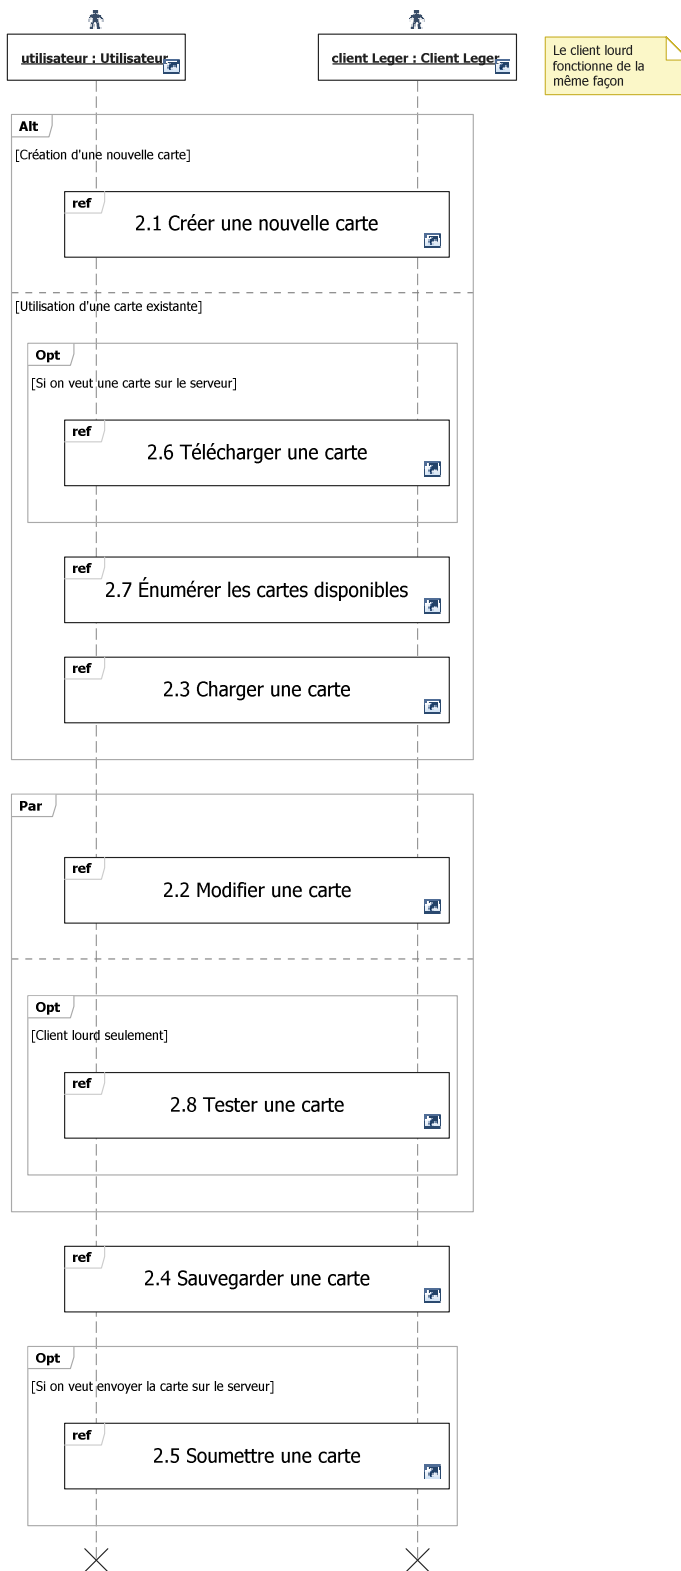 utilisateur : Utilisateur
client Leger : Client Leger
Le client lourd
fonctionne de la
même façon
Alt
[Création d'une nouvelle carte]
ref
2.1 Créer une nouvelle carte
[Utilisation d'une carte existante]
Opt
[Si on veut une carte sur le serveur]
ref
2.6 Télécharger une carte
ref
2.7 Énumérer les cartes disponibles
ref
2.3 Charger une carte
Par
ref
2.2 Modifier une carte
Opt
[Client lourd seulement]
ref
2.8 Tester une carte
ref
2.4 Sauvegarder une carte
Opt
[Si on veut envoyer la carte sur le serveur]
ref
2.5 Soumettre une carte